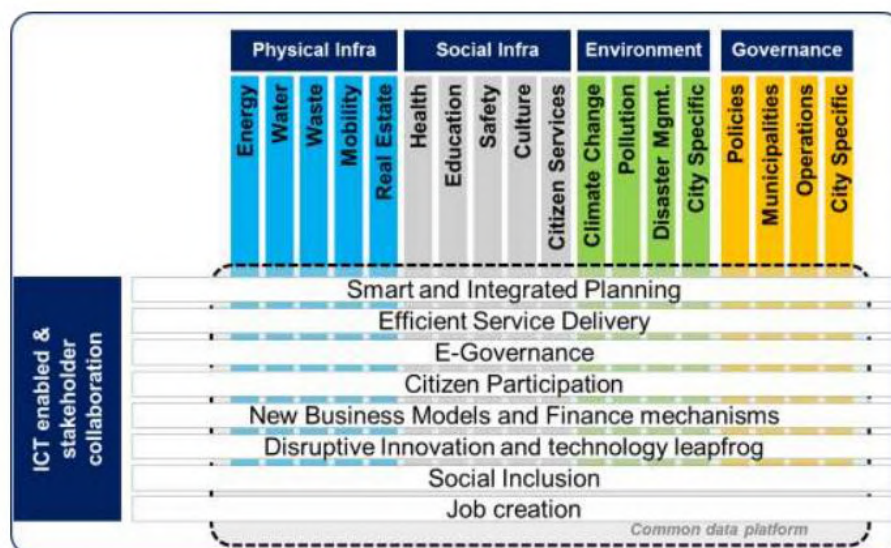 Physical Infra
Social Infra
Environment
Governance
Energy
Water
Waste
Mobility
Real Estate
Health
Education
Safety
Culture
Citizen Services
Climate Change
Pollution
Disaster Mgmt.
City Specific
Policies
Municipalities
Operations
City Specific
ICT enabled &
stakeholder
collaboration
Smart and Integrated Planning
Efficient Service Delivery
E-Governance
Citizen Participation
New Business Models and Finance mechanisms
Disruptive Innovation and technology leapfrog
Social Inclusion
Job creation
Common data platform